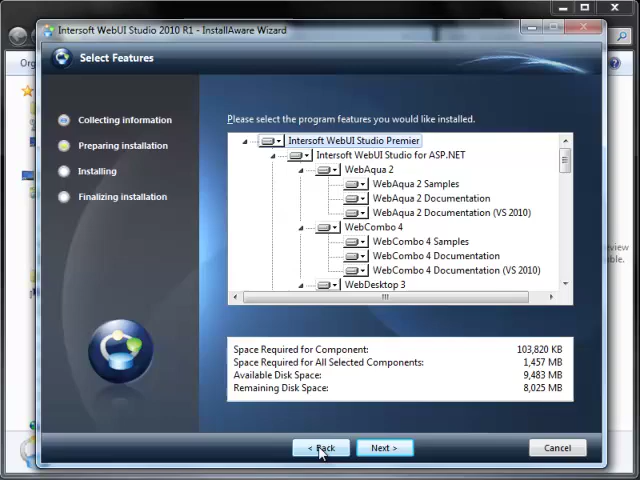 Intersoft WebUI Studio 2010 R1 - InstallAware Wizard
Org
Select Features
Collecting information
Preparing installation
Installing
Finalizing installation
Please select the program features you would like installed.
Intersoft WebUI Studio Premier
Intersoft WebUI Studio for ASP.NET
WebAqua 2
WebAqua 2 Samples
WebAqua 2 Documentation
WebAqua 2 Documentation (VS 2010)
WebCombo 4
WebCombo 4 Samples
WebCombo 4 Documentation
WebCombo 4 Documentation (VS 2010)
WebDesktop 3
Space Required for Component: 103,820 KB
Space Required for All Selected Components: 1,457 MB
Available Disk Space: 9,483 MB
Remaining Disk Space: 8,025 MB
< Back Next > Cancel